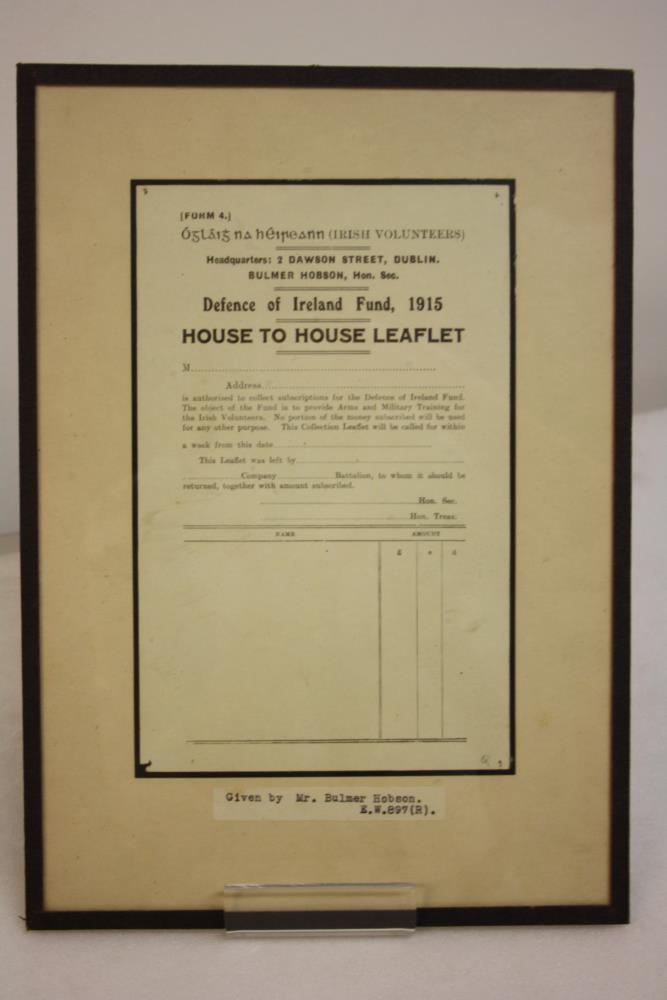 [FORM 4.]
Ógláiġ na hÉireann (IRISH VOLUNTEERS)
Headquarters: 2 DAWSON STREET, DUBLIN.
BULMER HOBSON, Hon. Sec.
Defence of Ireland Fund, 1915
HOUSE TO HOUSE LEAFLET
M
Address
is authorised to collect subscriptions for the Defence of Ireland Fund.
The object of the Fund is to provide Arms and Military Training for
the Irish Volunteers. No portion of the money subscribed will be used
for any other purpose. This Collection Leaflet will be called for within
a week from this date
This Leaflet was left by
Company Battalion, to whom it should be
returned, together with amount subscribed.
Hon. Sec.
Hon. Treas.
NAME AMOUNT
£ s d
Given by Mr. Bulmer Hobson.
E.W.897(R).